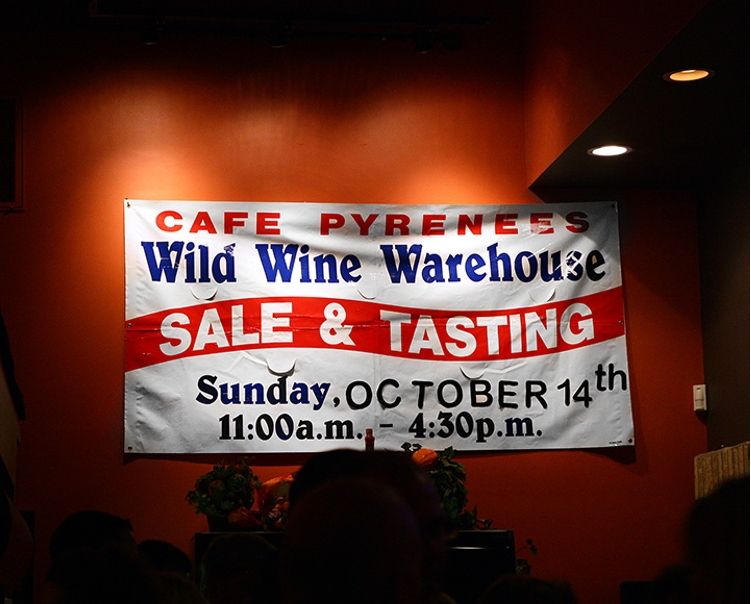 CAFE PYRENEES
Wild Wine Warehouse
SALE & TASTING
Sunday, OCTOBER 14th
11:00a.m. - 4:30p.m.